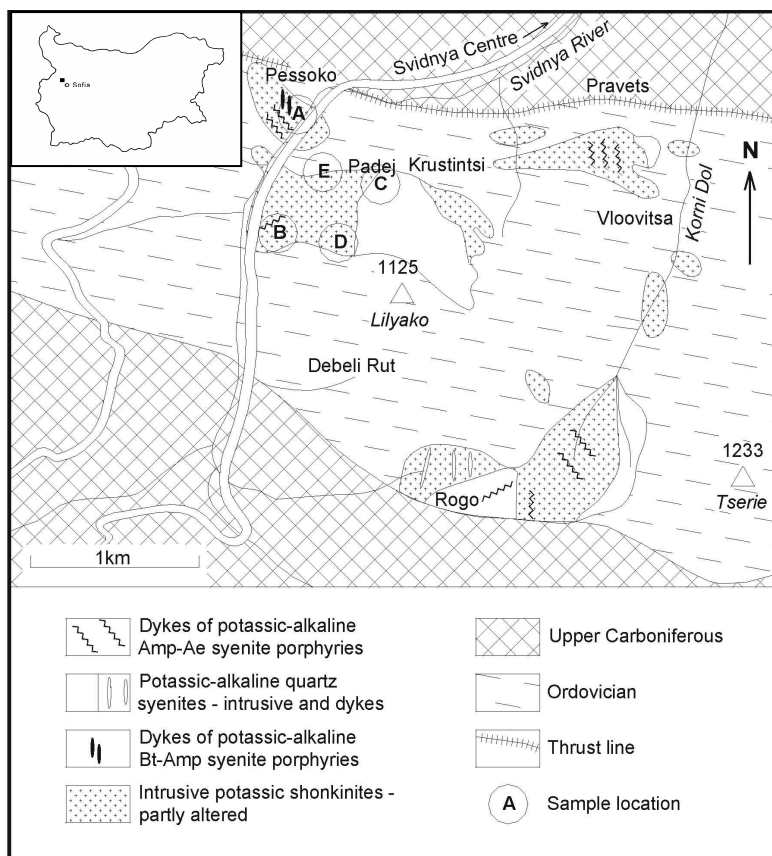 Sofia
Svidnya Centre
Svidnya River
Pessoko
Pravets
A
N
E
Padej
Krustintsi
C
Korni Dol
Vloovitsa
B
D
1125
Lilyako
Debeli Rut
1233
Tserie
Rogo
1km
Dykes of potassic-alkaline
Amp-Ae syenite porphyries
Potassic-alkaline quartz
syenites - intrusive and dykes
Dykes of potassic-alkaline
Bt-Amp syenite porphyries
Intrusive potassic shonkinites -
partly altered
Upper Carboniferous
Ordovician
Thrust line
A
Sample location